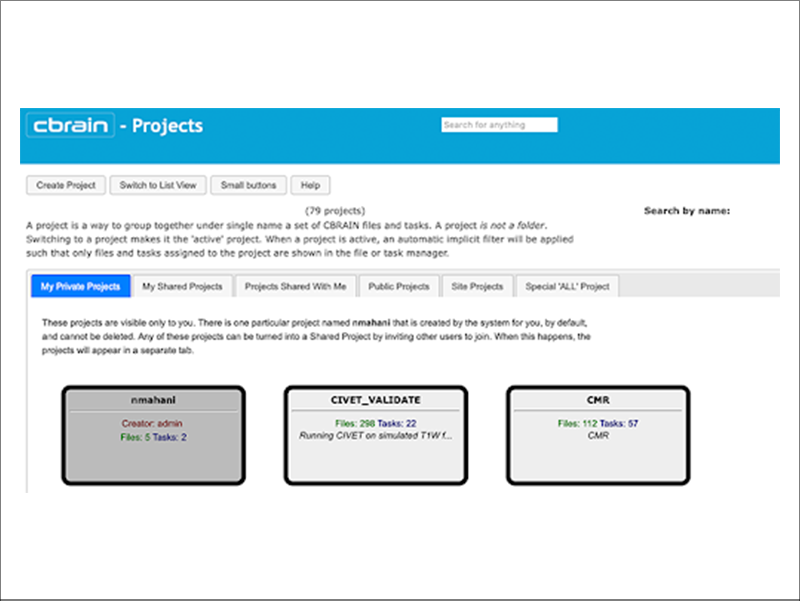 cbrain - Projects
Search for anything
Create Project Switch to List View Small buttons Help
(79 projects) Search by name:
A project is a way to group together under single name a set of CBRAIN files and tasks. A project is not a folder.
Switching to a project makes it the 'active' project. When a project is active, an automatic implicit filter will be applied
such that only files and tasks assigned to the project are shown in the file or task manager.
My Private Projects My Shared Projects Projects Shared With Me Public Projects Site Projects Special 'ALL' Project
These projects are visible only to you. There is one particular project named nmahani that is created by the system for you, by default,
and cannot be deleted. Any of these projects can be turned into a Shared Project by inviting other users to join. When this happens, the
projects will appear in a separate tab.
nmahani
Creator: admin
Files: 5 Tasks: 2
CIVET_VALIDATE
Files: 298 Tasks: 22
Running CIVET on simulated T1W f...
CMR
Files: 112 Tasks: 57
CMR